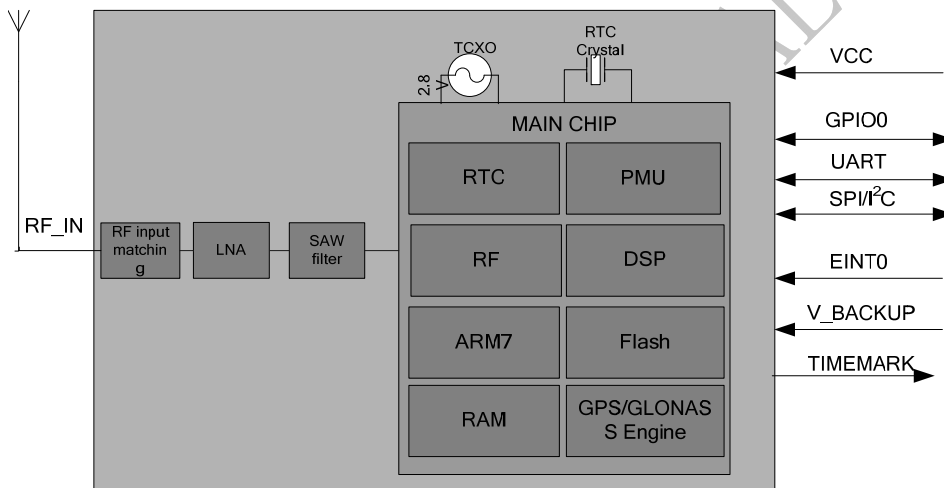 TCXO
2.8
V
RTC
Crystal
MAIN CHIP
RTC
PMU
RF
DSP
ARM7
Flash
RAM
GPS/GLONAS
S Engine
RF_IN
RF input
matchin
g
LNA
SAW
filter
VCC
GPIO0
UART
SPI/I²C
EINT0
V_BACKUP
TIMEMARK